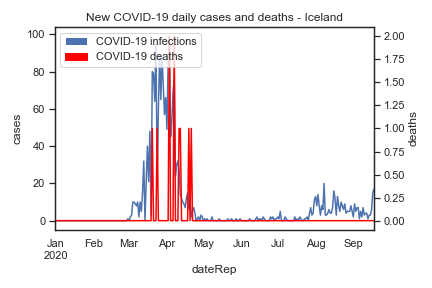 New COVID-19 daily cases and deaths - Iceland
COVID-19 infections
COVID-19 deaths
100
80
60
40
20
0
cases
2.00
1.75
1.50
1.25
1.00
0.75
0.50
0.25
0.00
deaths
Jan Feb Mar Apr May Jun Jul Aug Sep
2020
dateRep